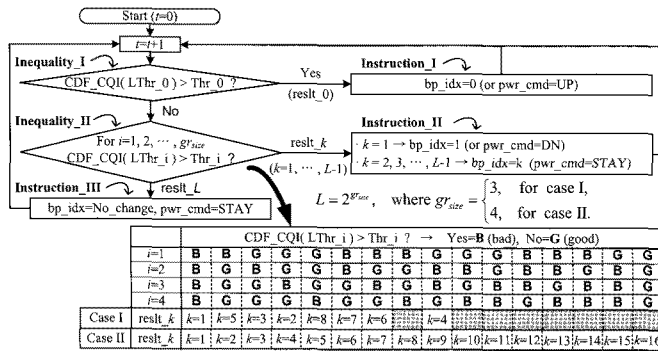 Start (t=0)
t=t+1
Inequality_I
CDF_CQI( LThr_0) > Thr_0 ?
Yes
(reslt_0)
Instruction_I
bp_idx=0 (or pwr_cmd=UP)
No
Inequality_II
For i=1, 2, ⋯ , gr_size
CDF_CQI( LThr_i ) > Thr_i ?
reslt_k
(k=1, ⋯ , L-1)
Instruction_II
· k = 1 → bp_idx=1 (or pwr_cmd=DN)
· k = 2, 3, ⋯ , L-1 → bp_idx=k (pwr_cmd=STAY)
Instruction_III
reslt_L
bp_idx=No_change, pwr_cmd=STAY
L = 2^{gr_size}, where gr_size = { 3, for case I,
4, for case II.
CDF_CQI( LThr_i ) > Thr_i ? → Yes=B (bad), No=G (good)
i=1
i=2
i=3
i=4
Case I reslt_k k=1 k=5 k=3 k=2 k=8 k=7 k=6 k=4
Case II reslt_k k=1 k=2 k=3 k=4 k=5 k=6 k=7 k=8 k=9 k=10 k=11 k=12 k=13 k=14 k=15 k=16